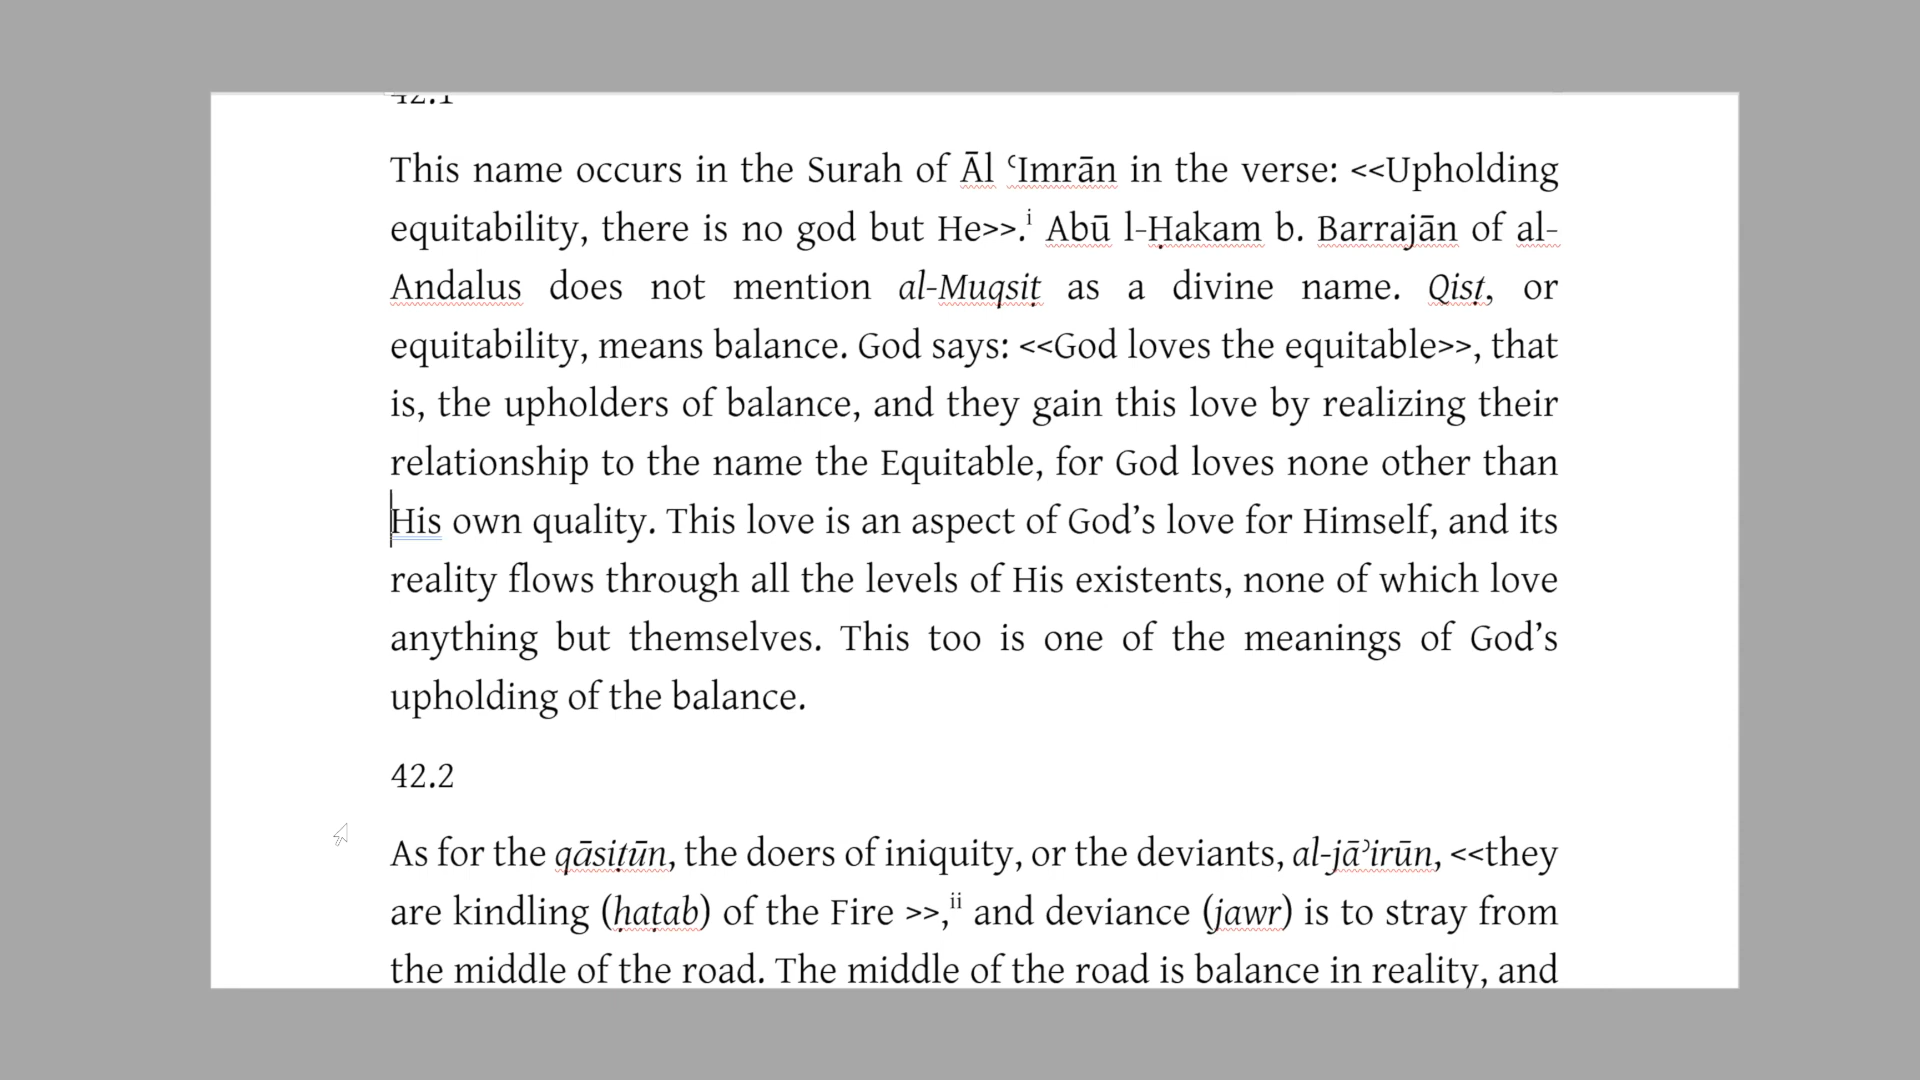 42.1
This name occurs in the Surah of Āl ʿImrān in the verse: <<Upholding
equitability, there is no god but He>>.i Abū l-Ḥakam b. Barrajān of al-
Andalus does not mention al-Muqsiṭ as a divine name. Qisṭ, or
equitability, means balance. God says: <<God loves the equitable>>, that
is, the upholders of balance, and they gain this love by realizing their
relationship to the name the Equitable, for God loves none other than
His own quality. This love is an aspect of God’s love for Himself, and its
reality flows through all the levels of His existents, none of which love
anything but themselves. This too is one of the meanings of God’s
upholding of the balance.
42.2
As for the qāsiṭūn, the doers of iniquity, or the deviants, al-jāʾirūn, <<they
are kindling (ḥaṭab) of the Fire >>,ii and deviance (jawr) is to stray from
the middle of the road. The middle of the road is balance in reality, and